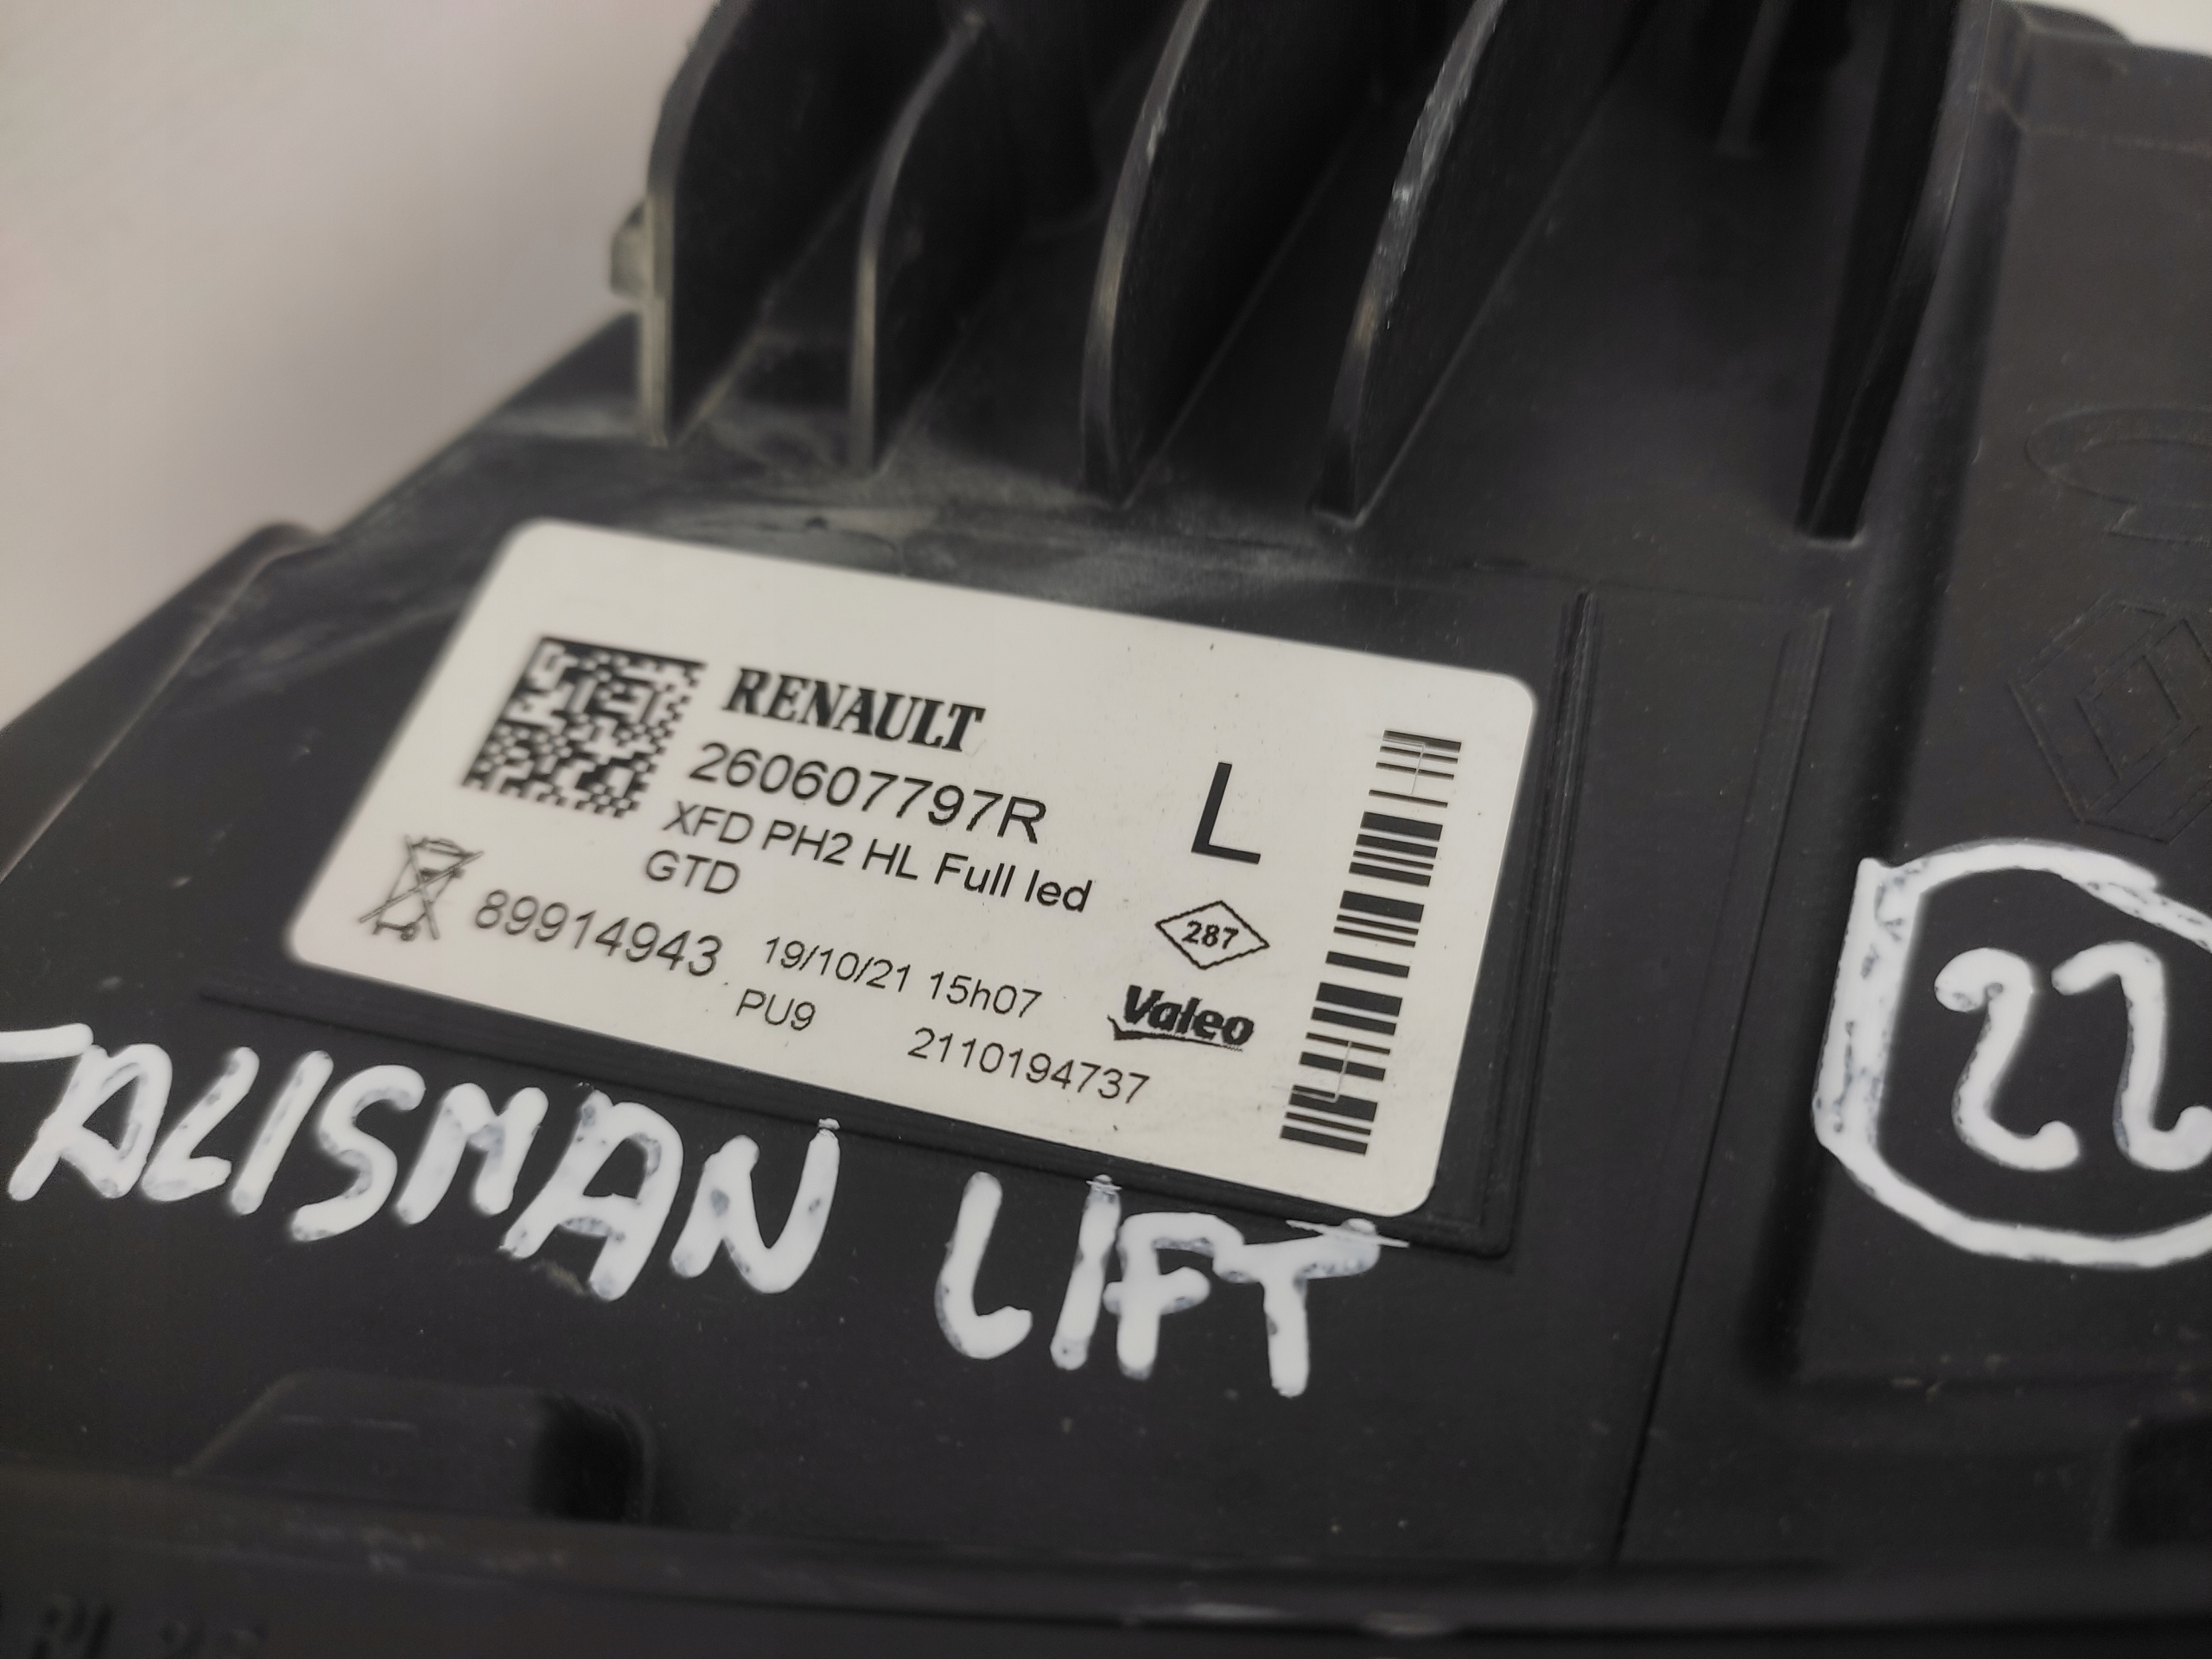 RENAULT
260607797R
L
XFD PH2 HL Full led
GTD
287
89914943
19/10/21 15h07
Valeo
PU9
2110194737
TALISMAN LIFT
22